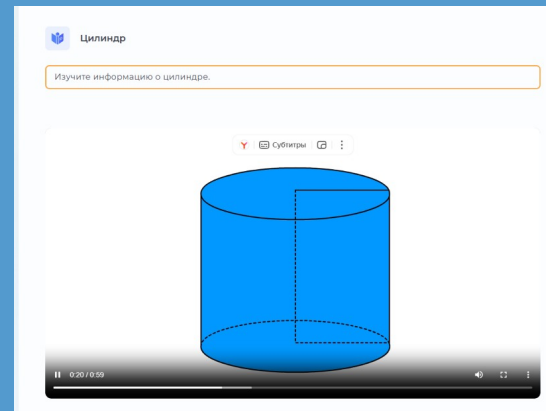 Цилиндр
Изучите информацию о цилиндре.
Субтитры
0:20 / 0:59